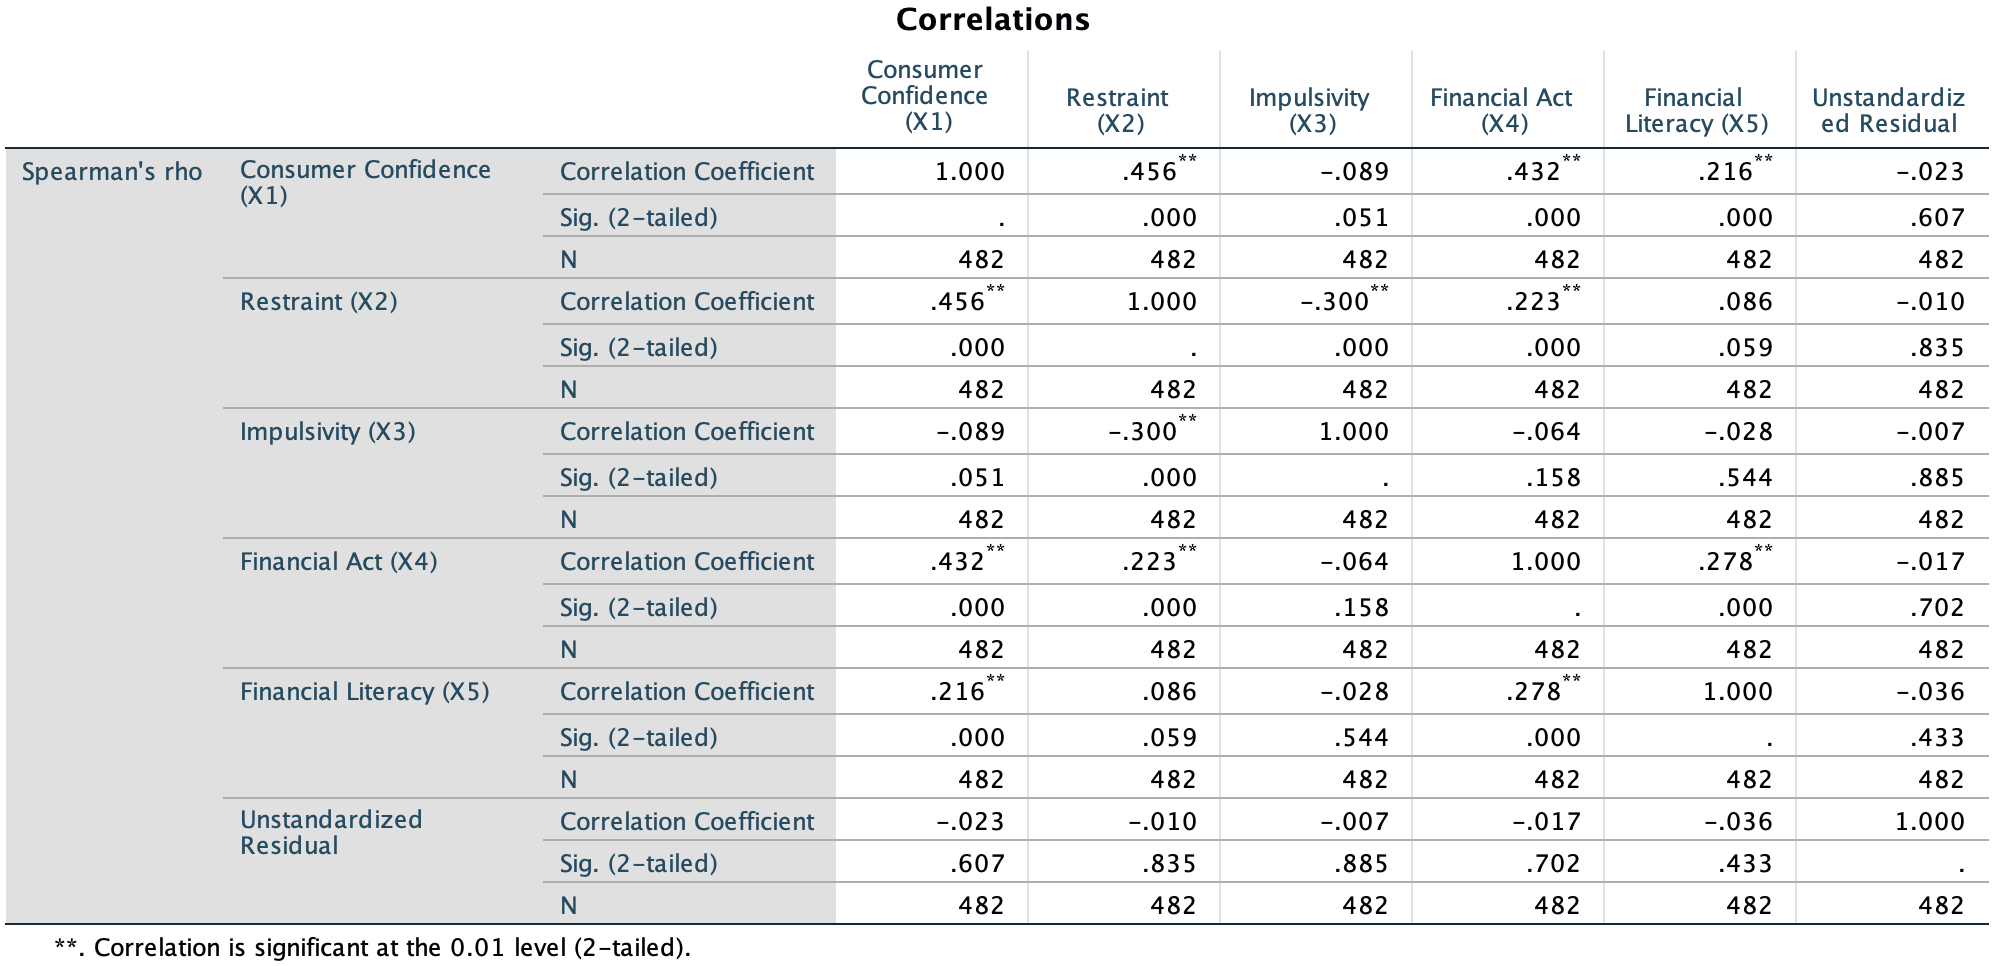 Correlations
Consumer Confidence (X1) Restraint (X2) Impulsivity (X3) Financial Act (X4) Financial Literacy (X5) Unstandardiz ed Residual
Spearman's rho Consumer Confidence (X1) Correlation Coefficient 1.000 .456** -.089 .432** .216** -.023
Sig. (2-tailed) . .000 .051 .000 .000 .607
N 482 482 482 482 482 482
Restraint (X2) Correlation Coefficient .456** 1.000 -.300** .223** .086 -.010
Sig. (2-tailed) .000 . .000 .000 .059 .835
N 482 482 482 482 482 482
Impulsivity (X3) Correlation Coefficient -.089 -.300** 1.000 -.064 -.028 -.007
Sig. (2-tailed) .051 .000 . .158 .544 .885
N 482 482 482 482 482 482
Financial Act (X4) Correlation Coefficient .432** .223** -.064 1.000 .278** -.017
Sig. (2-tailed) .000 .000 .158 . .000 .702
N 482 482 482 482 482 482
Financial Literacy (X5) Correlation Coefficient .216** .086 -.028 .278** 1.000 -.036
Sig. (2-tailed) .000 .059 .544 .000 . .433
N 482 482 482 482 482 482
Unstandardized Residual Correlation Coefficient -.023 -.010 -.007 -.017 -.036 1.000
Sig. (2-tailed) .607 .835 .885 .702 .433 .
N 482 482 482 482 482 482
**. Correlation is significant at the 0.01 level (2-tailed).